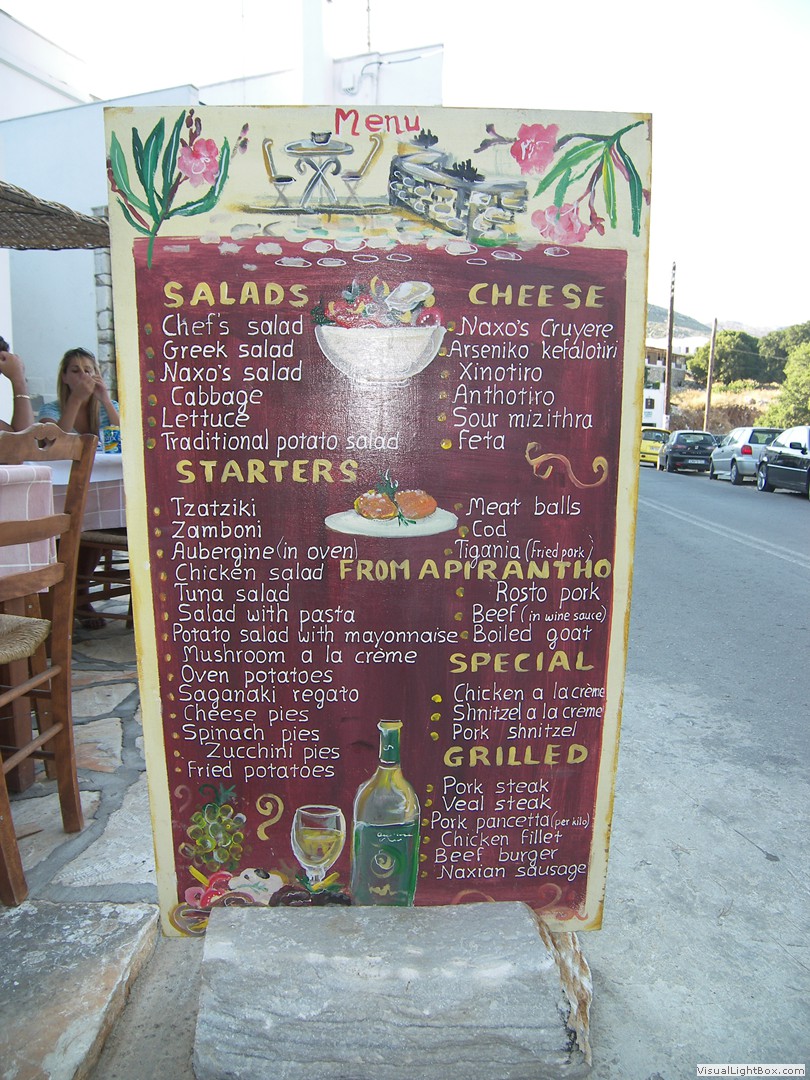 Menu
SALADS
Chef's salad
Greek salad
Naxo's salad
Cabbage
Lettuce
Traditional potato salad
CHEESE
Naxo's Cruyere
Arseniko kefalotiri
Xinotiro
Anthotiro
Sour mizithra
feta
STARTERS
Tzatziki
Zamboni
Aubergine (in oven)
Chicken salad
Tuna salad
Salad with pasta
Potato salad with mayonnaise
Mushroom a la crème
Oven potatoes
Saganaki regato
Cheese pies
Spinach pies
Zucchini pies
Fried potatoes
Meat balls
Cod
Tigania (Fried pork)
FROM APIRANTHO
Rosto pork
Beef (in wine sauce)
Boiled goat
SPECIAL
Chicken a la crème
Shnitzel a la creme
Pork shnitzel
GRILLED
Pork steak
Veal steak
Pork pancetta (per kilo)
Chicken fillet
Beef burger
Naxian sausage
VisualLightBox.com